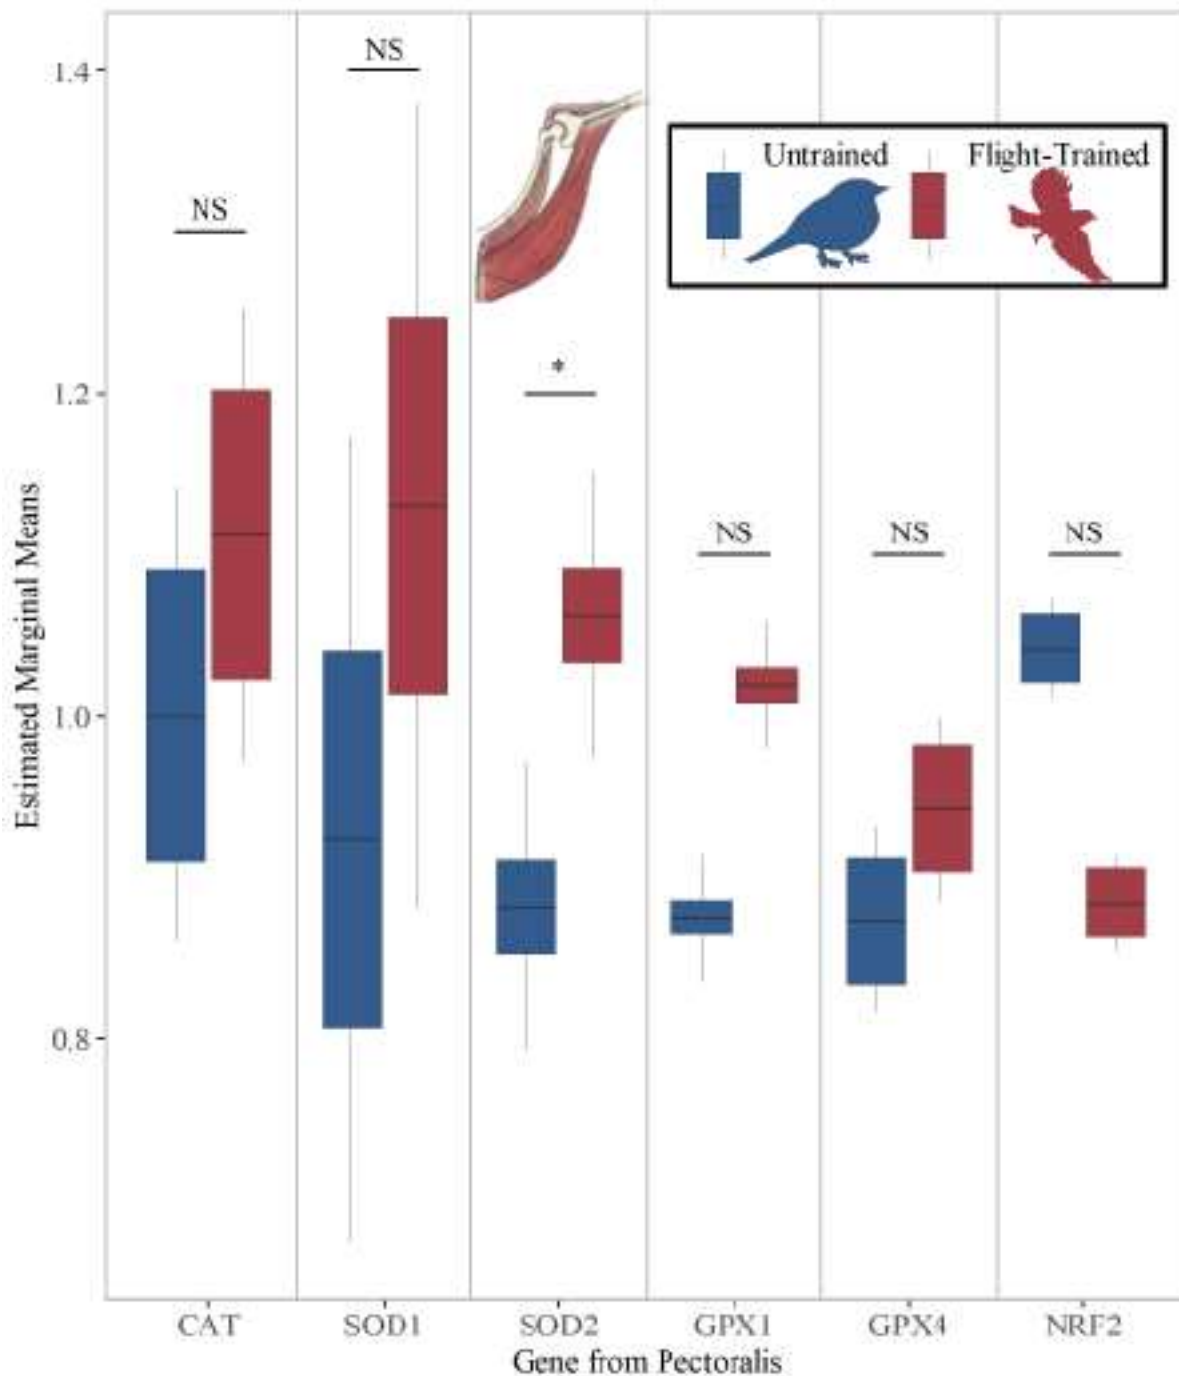 NS
1.4
Untrained
Flight-Trained
NS
*
1.2
NS
NS
NS
1.0
0.8
Estimated Marginal Means
CAT
SOD1
SOD2
GPX1
GPX4
NRF2
Gene from Pectoralis